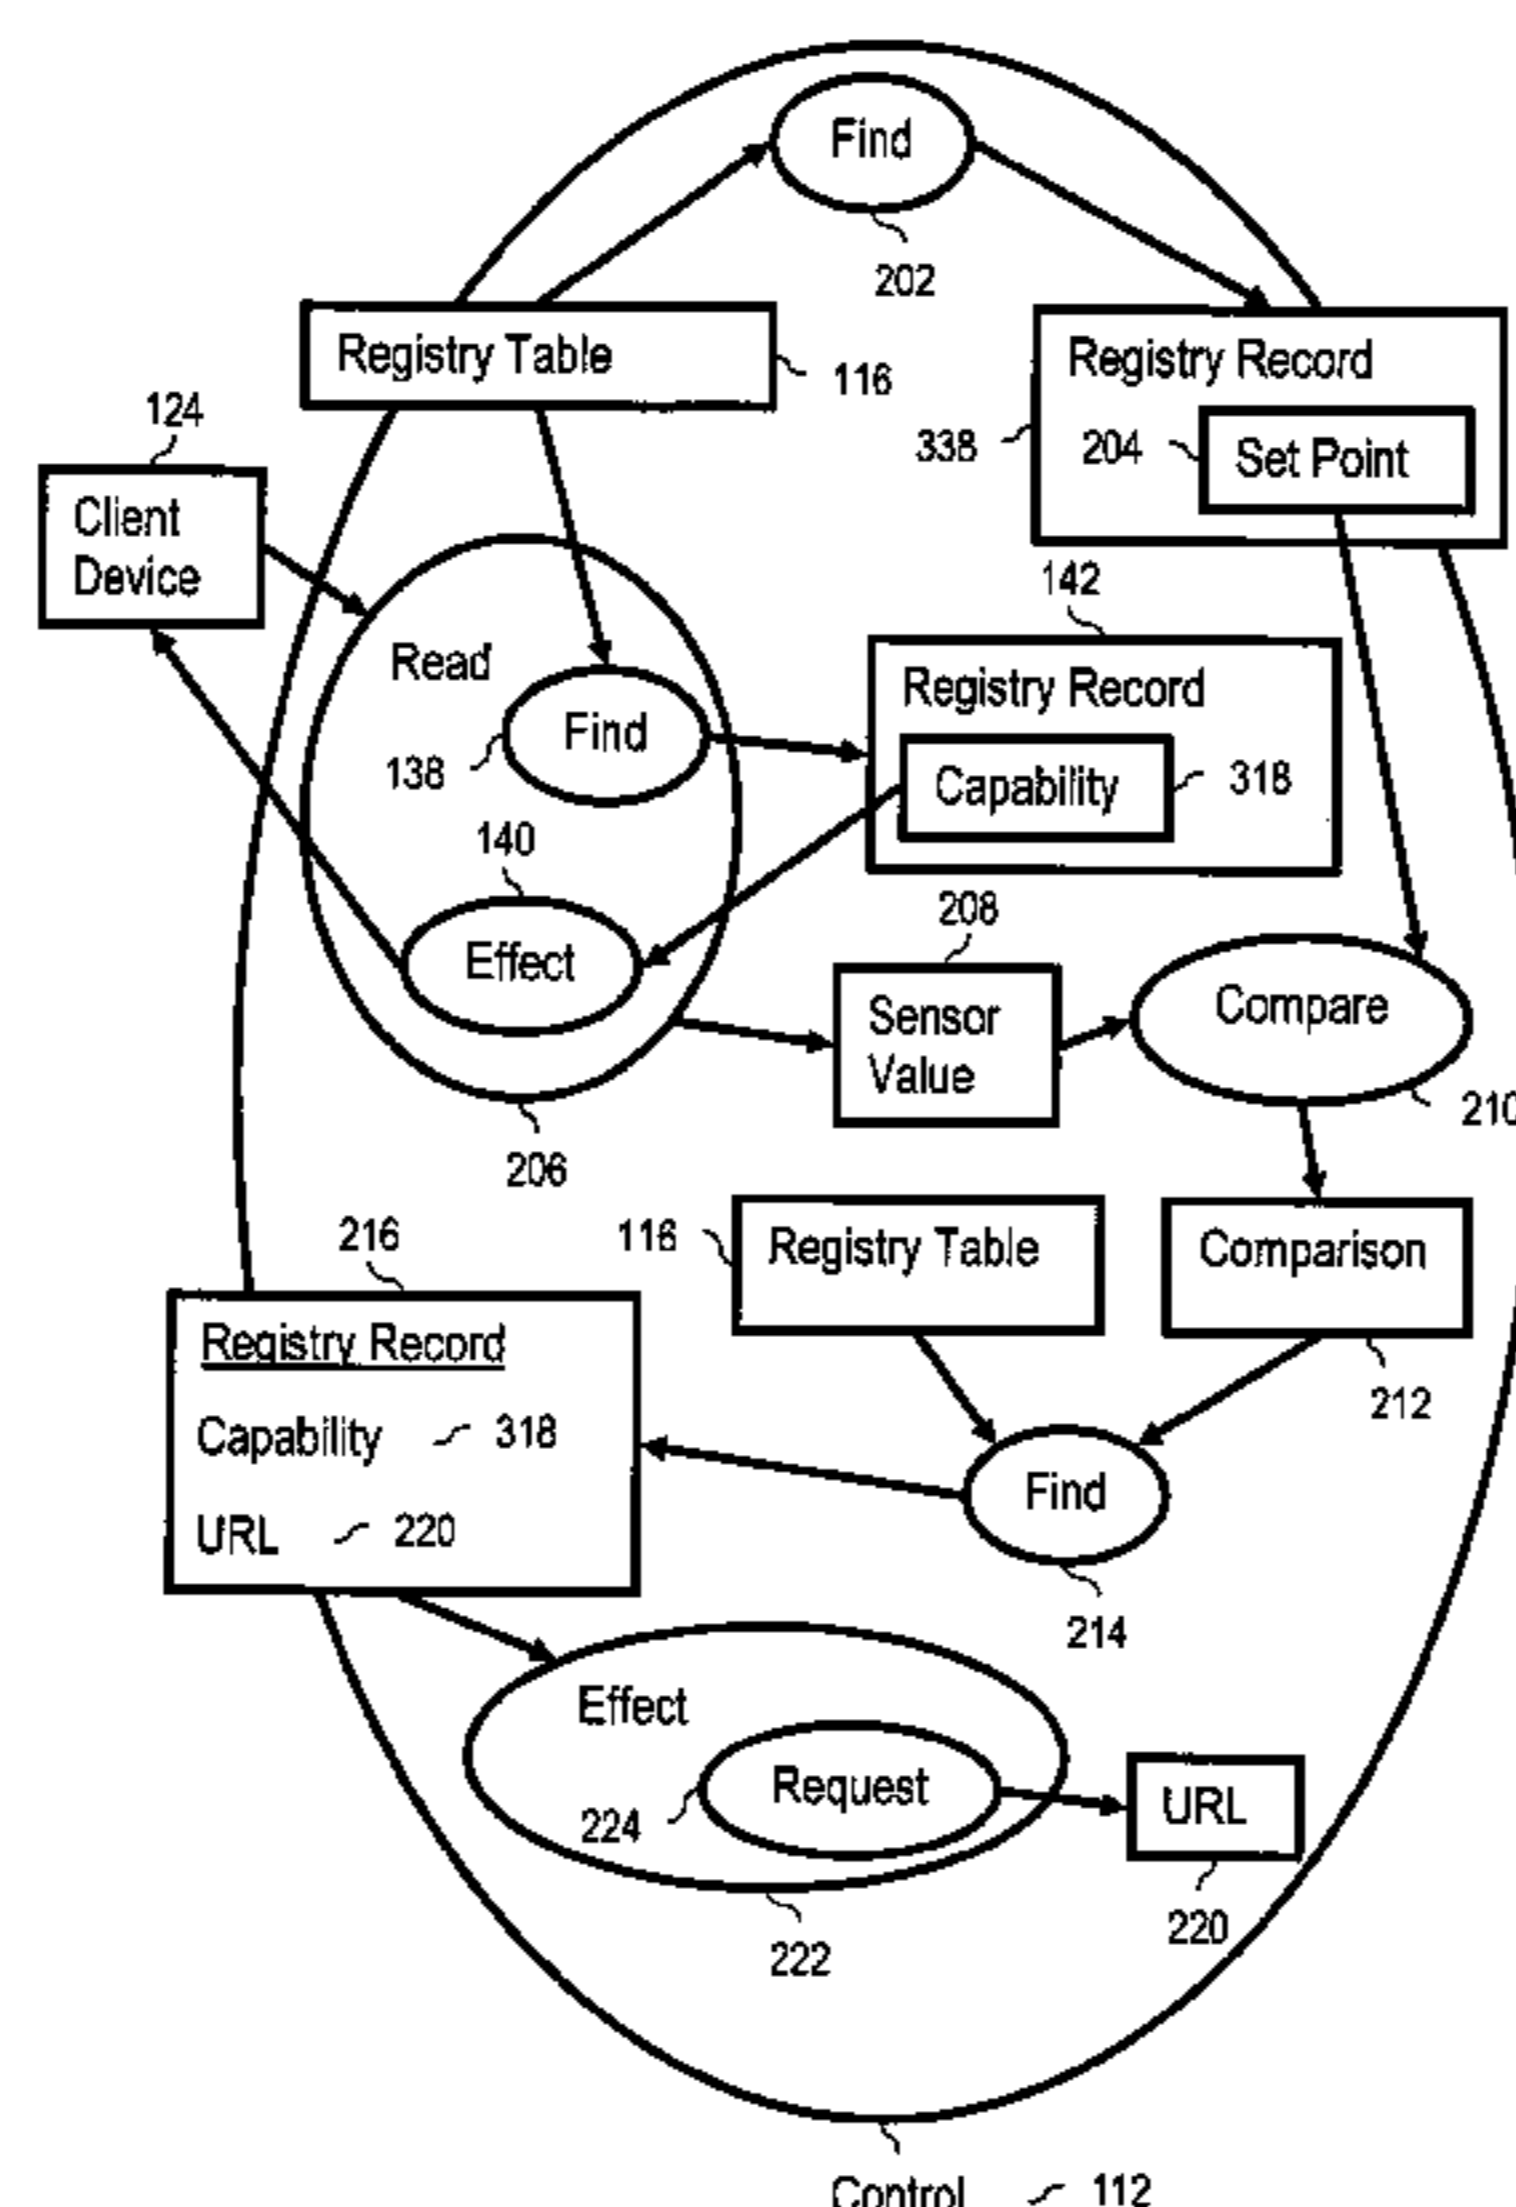 Find
202
Registry Table
116
Registry Record
338
204
Set Point
124
Client
Device
142
Read
Registry Record
Find
138
Capability
318
140
Effect
208
Sensor
Value
Compare
210
206
216
116
Registry Table
Comparison
Registry Record
212
Capability
318
Find
URL
220
214
Effect
Request
224
URL
222
220
Control
112